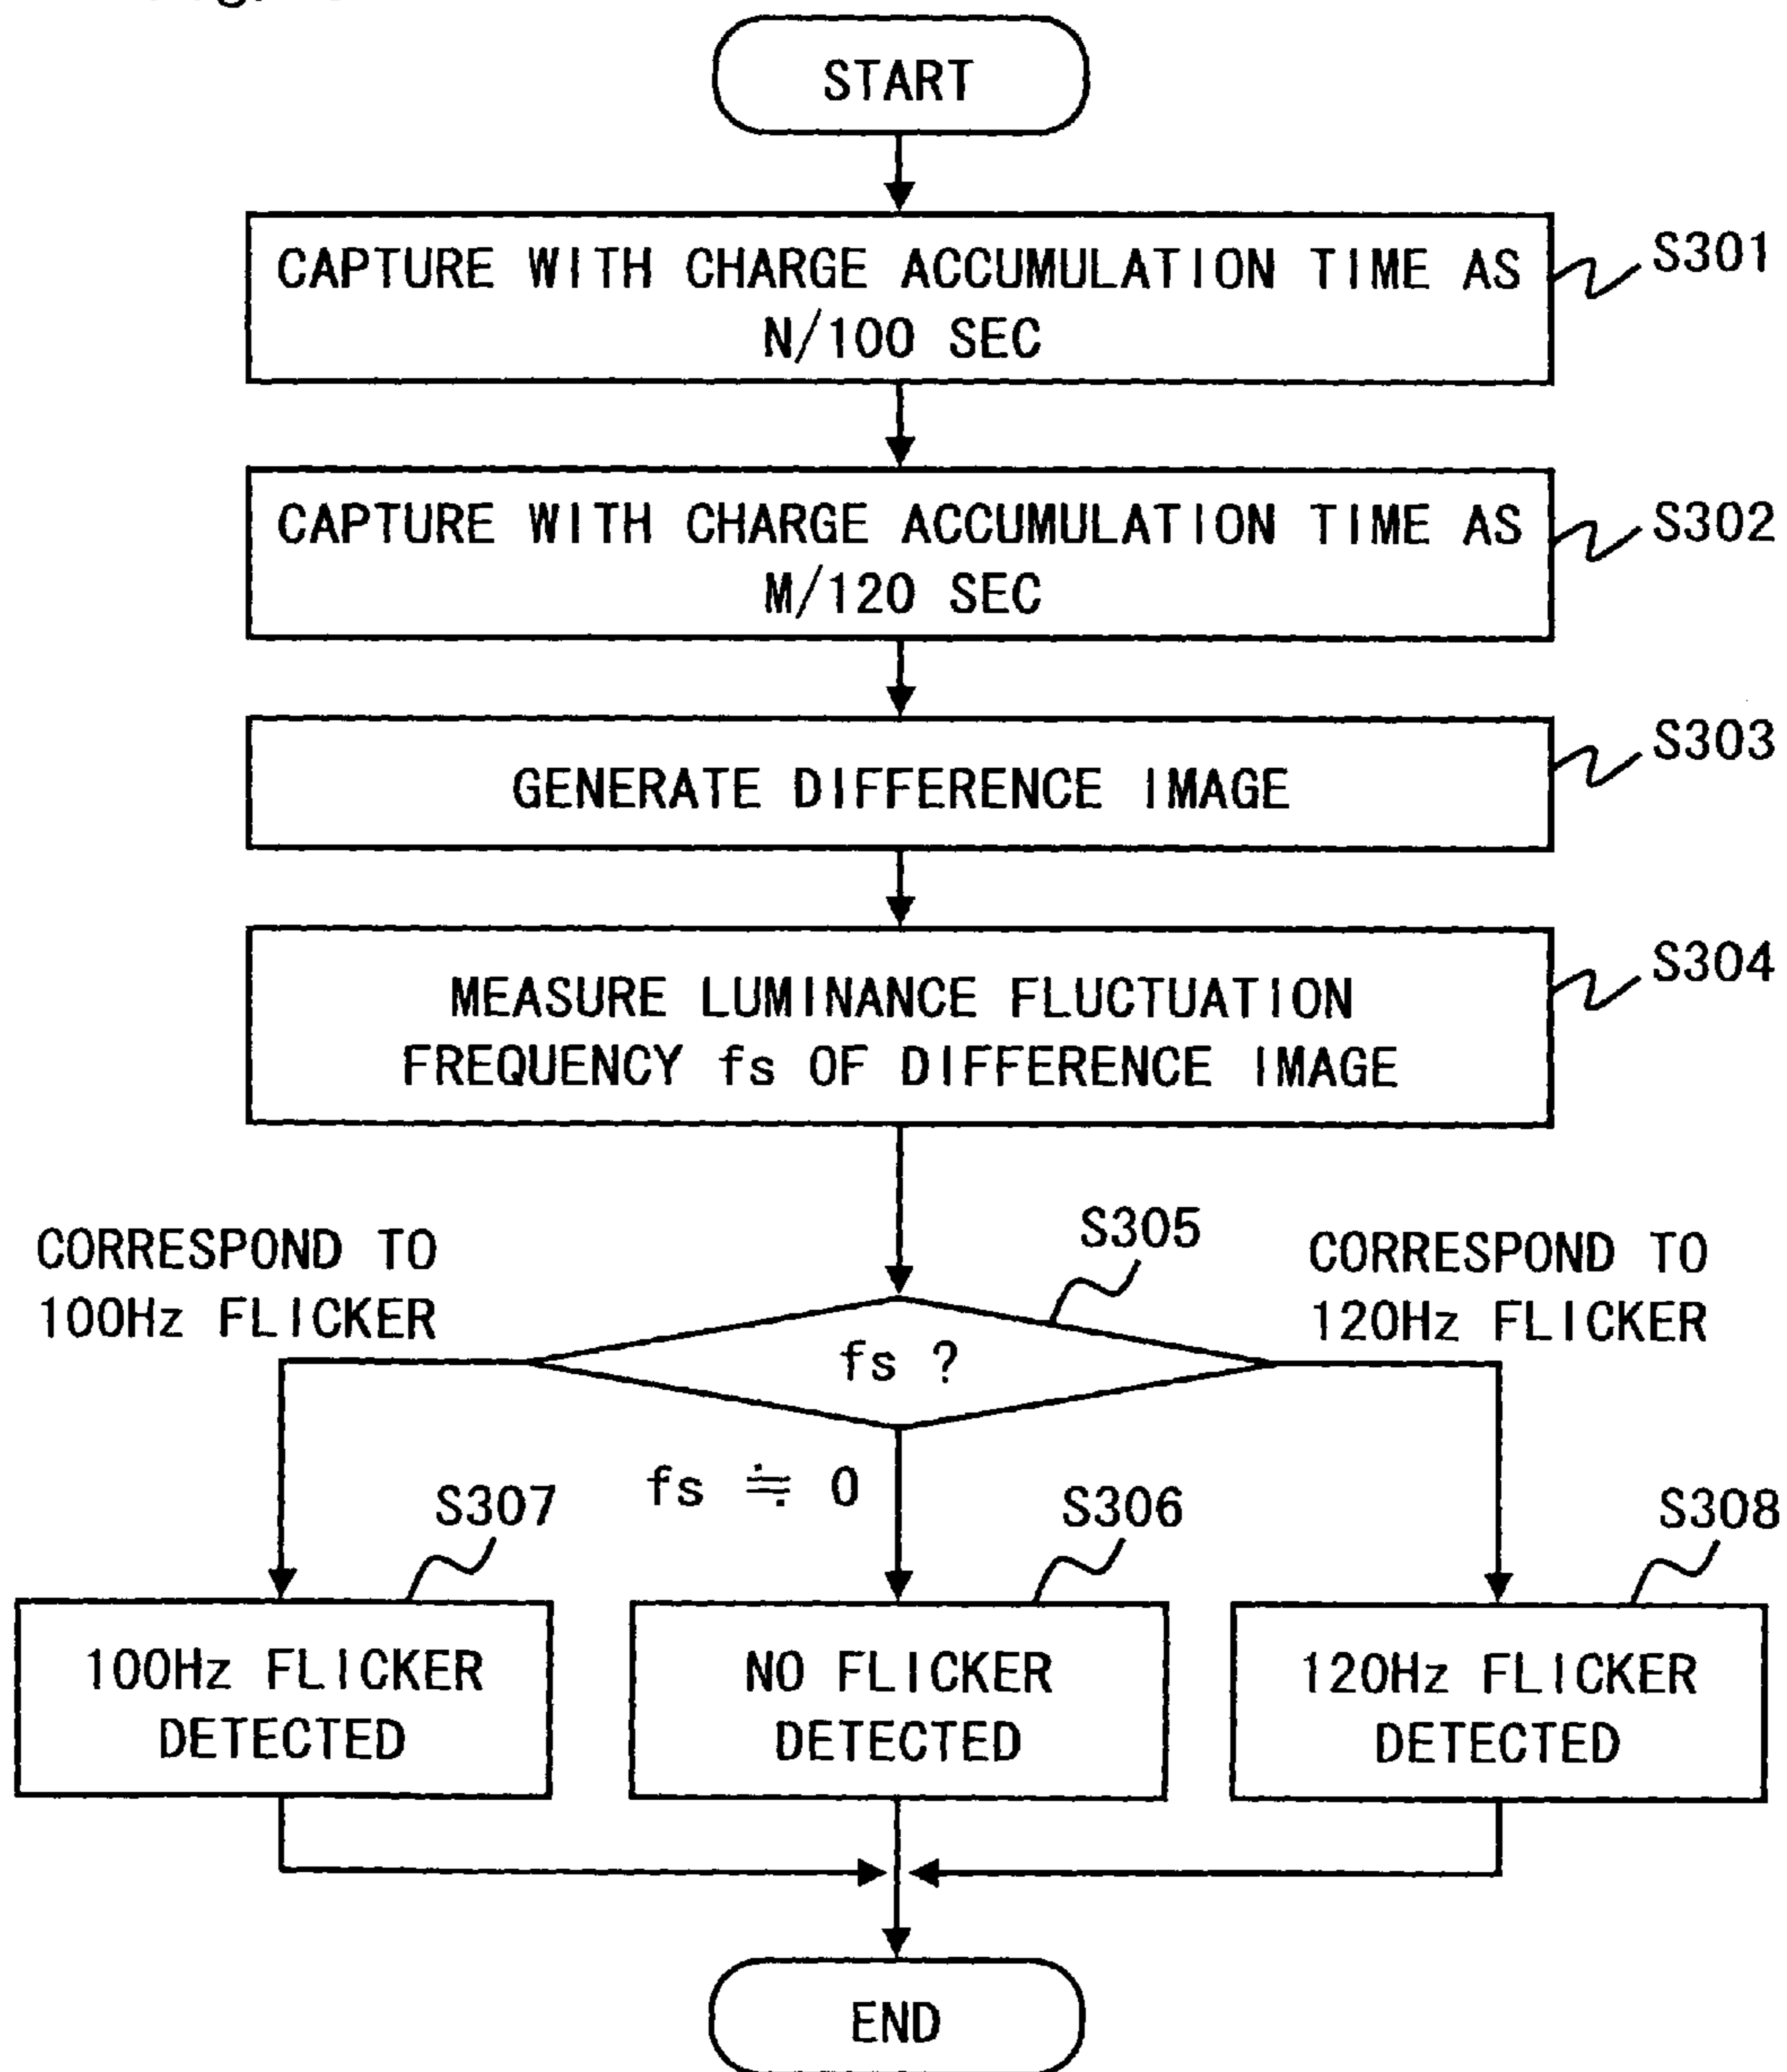 START
CAPTURE WITH CHARGE ACCUMULATION TIME AS
N/100 SEC
S301
CAPTURE WITH CHARGE ACCUMULATION TIME AS
M/120 SEC
S302
GENERATE DIFFERENCE IMAGE
S303
MEASURE LUMINANCE FLUCTUATION
FREQUENCY fs OF DIFFERENCE IMAGE
S304
CORRESPOND TO
100Hz FLICKER
S305
CORRESPOND TO
120Hz FLICKER
fs ?
fs ≒ 0
S307
S306
S308
100Hz FLICKER
DETECTED
NO FLICKER
DETECTED
120Hz FLICKER
DETECTED
END